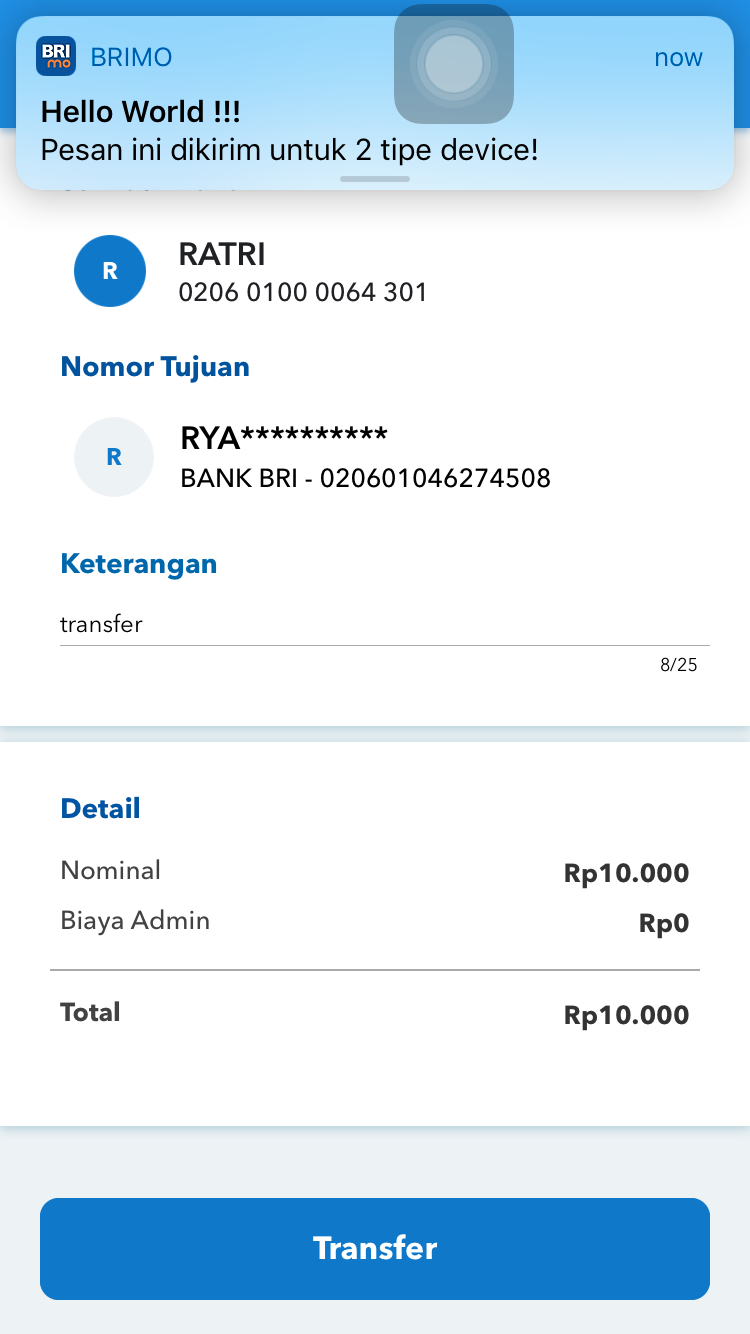 BRI
mo
BRIMO
now
Hello World !!!
Pesan ini dikirim untuk 2 tipe device!
R
RATRI
0206 0100 0064 301
Nomor Tujuan
R
RYA**********
BANK BRI - 020601046274508
Keterangan
transfer
8/25
Detail
Nominal Rp10.000
Biaya Admin Rp0
Total Rp10.000
Transfer